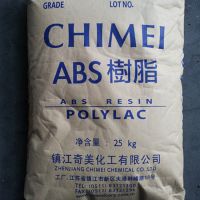 GRADE LOT NO.
CHIMEI
ABS 樹脂
ABS RESIN
POLYLAC
净含量: 25 kg
镇江奇美化工有限公司
ZHENJIANG CHIMEI CHEMICAL CO., LTD